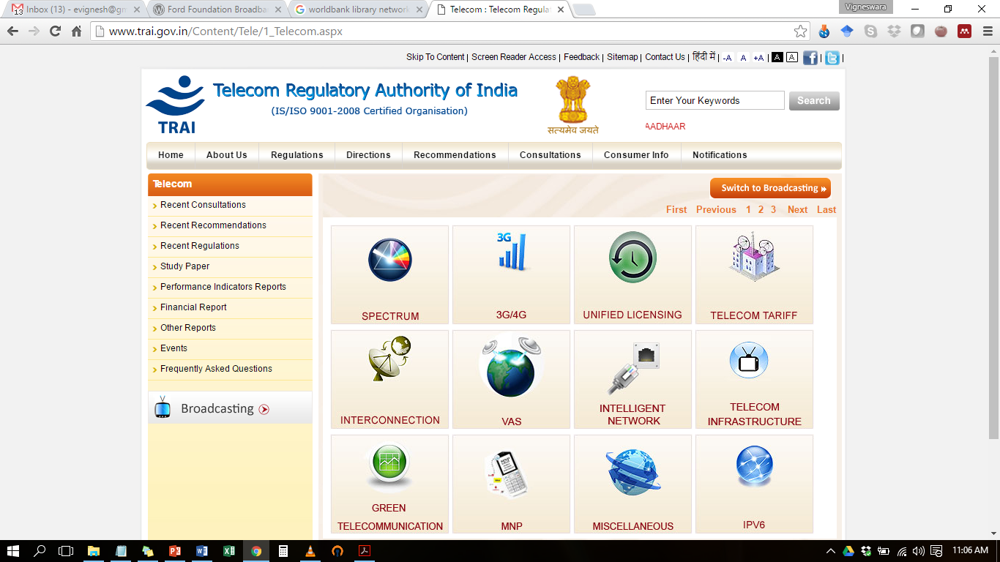 13 Inbox (13) - evignesh@gm
Ford Foundation Broadba
worldbank library network
Telecom : Telecom Regula
Vigneswara
www.trai.gov.in/Content/Tele/1_Telecom.aspx
Skip To Content | Screen Reader Access | Feedback | Sitemap | Contact Us | हिंदी में | -A A +A | A A | |
TRAI
Telecom Regulatory Authority of India
(IS/ISO 9001-2008 Certified Organisation)
सत्यमेव जयते
Enter Your Keywords
Search
AADHAAR
Home About Us Regulations Directions Recommendations Consultations Consumer Info Notifications
Telecom
Recent Consultations
Recent Recommendations
Recent Regulations
Study Paper
Performance Indicators Reports
Financial Report
Other Reports
Events
Frequently Asked Questions
Broadcasting
Switch to Broadcasting
First Previous 1 2 3 Next Last
SPECTRUM
3G
3G/4G
UNIFIED LICENSING
TELECOM TARIFF
INTERCONNECTION
VAS
INTELLIGENT
NETWORK
TELECOM
INFRASTRUCTURE
GREEN
TELECOMMUNICATION
MNP
MISCELLANEOUS
IPV6
11:06 AM